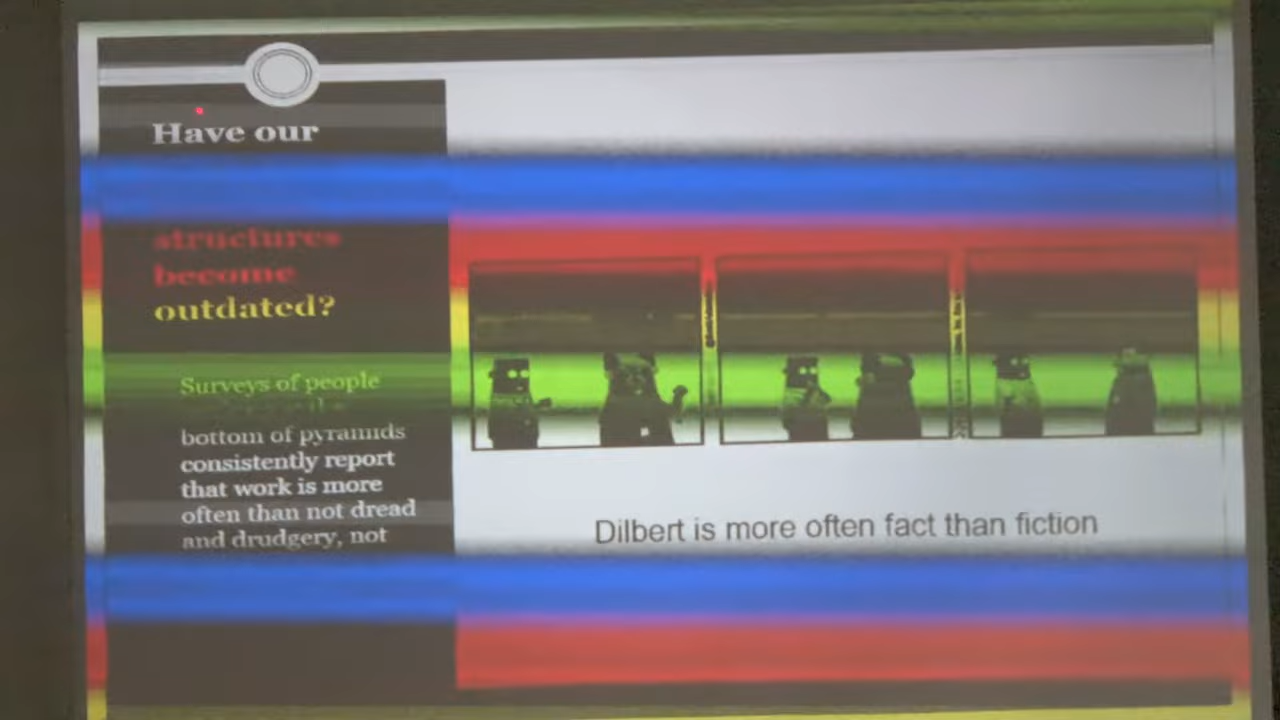 Have our
structures
become
outdated?
Surveys of people
bottom of pyramids
consistently report
that work is more
often than not dread
and drudgery, not
Dilbert is more often fact than fiction